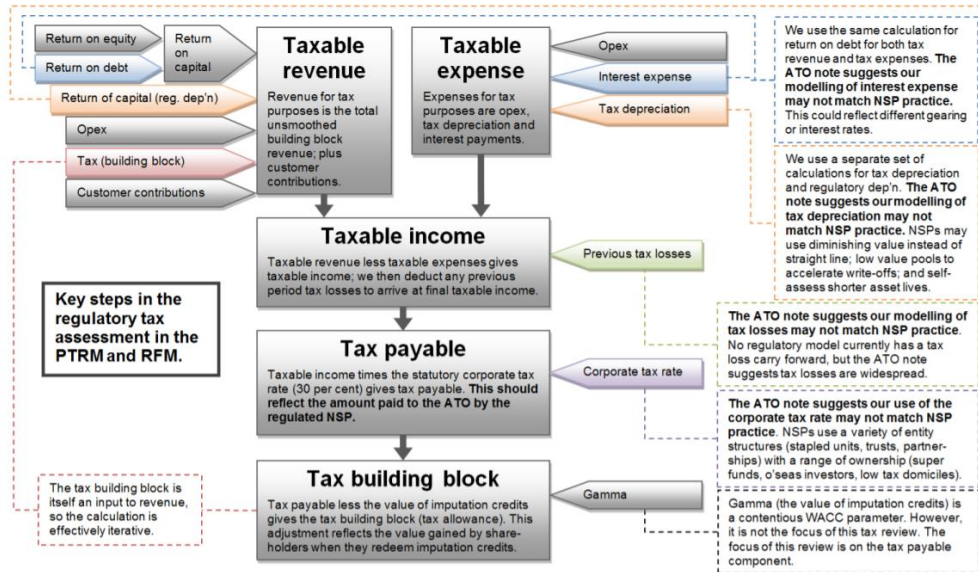 Return on equity
Return on debt
Return
on
capital
Return of capital (reg. dep'n)
Opex
Tax (building block)
Customer contributions
Taxable
revenue
Revenue for tax
purposes is the total
unsmoothed
building block
revenue; plus
customer
contributions.
Taxable
expense
Expenses for tax
purposes are opex,
tax depreciation and
interest payments.
Opex
Interest expense
Tax depreciation
We use the same calculation for
return on debt for both tax
revenue and tax expenses. The
ATO note suggests our
modelling of interest expense
may not match NSP practice.
This could reflect different gearing
or interest rates.
We use a separate set of
calculations for tax depreciation
and regulatory dep'n. The ATO
note suggests our modelling of
tax depreciation may not
match NSP practice. NSPs may
use diminishing value instead of
straight line; low value pools to
accelerate write-offs; and self-
assess shorter asset lives.
Taxable income
Taxable revenue less taxable expenses gives
taxable income; we then deduct any previous
period tax losses to arrive at final taxable income.
Previous tax losses
Key steps in the
regulatory tax
assessment in the
PTRM and RFM.
The ATO note suggests our modelling of
tax losses may not match NSP practice.
No regulatory model currently has a tax
loss carry forward, but the ATO note
suggests tax losses are widespread.
Tax payable
Taxable income times the statutory corporate tax
rate (30 per cent) gives tax payable. This should
reflect the amount paid to the ATO by the
regulated NSP.
Corporate tax rate
The ATO note suggests our use of the
corporate tax rate may not match NSP
practice. NSPs use a variety of entity
structures (stapled units, trusts, partner-
ships) with a range of ownership (super
funds, o'seas investors, low tax domiciles).
The tax building block is
itself an input to revenue,
so the calculation is
effectively iterative.
Tax building block
Tax payable less the value of imputation credits
gives the tax building block (tax allowance). This
adjustment reflects the value gained by share-
holders when they redeem imputation credits.
Gamma
Gamma (the value of imputation credits) is
a contentious WACC parameter. However,
it is not the focus of this tax review. The
focus of this review is on the tax payable
component.